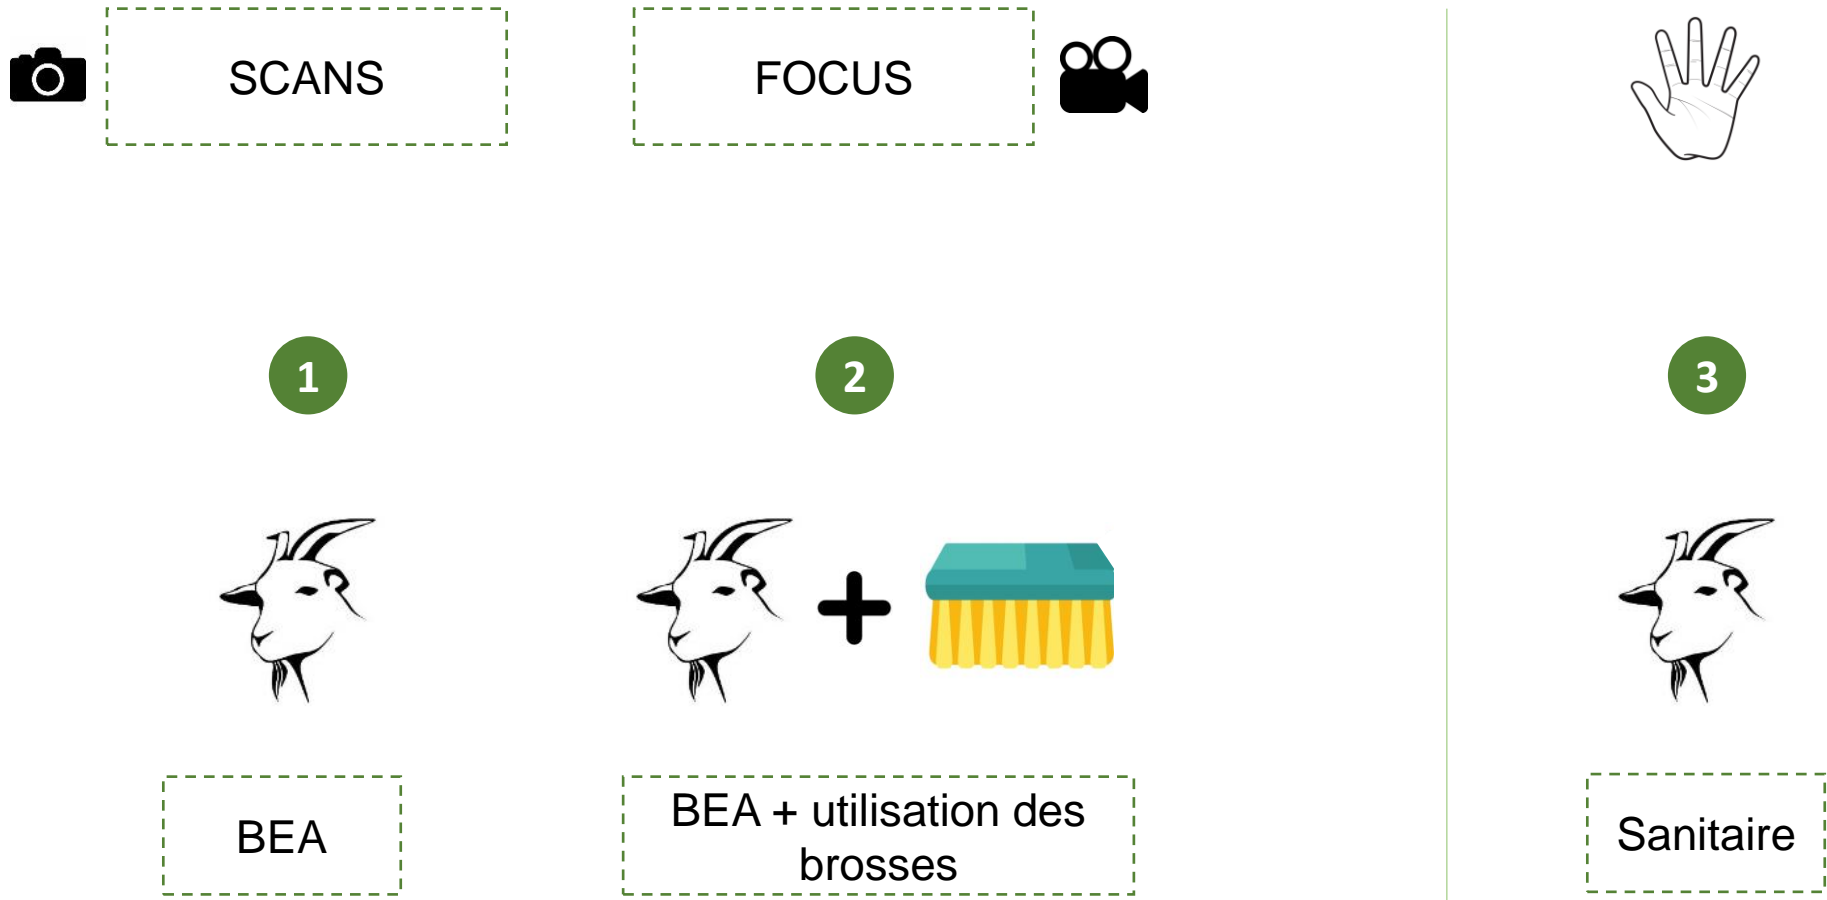 SCANS
FOCUS
1
2
3
BEA
BEA + utilisation des
brosses
Sanitaire